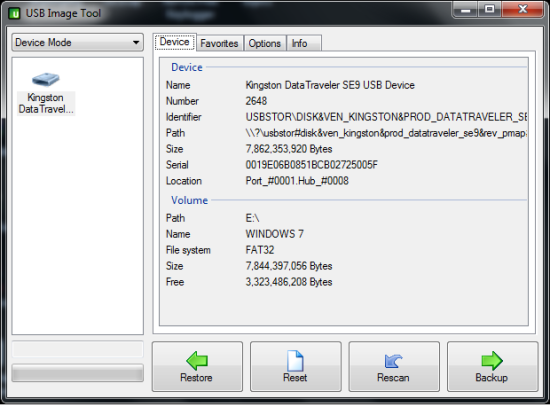 USB Image Tool
Device Mode
Kingston
DataTravel...
Device Favorites Options Info
Device
Name Kingston DataTraveler SE9 USB Device
Number 2648
Identifier USBSTOR\DISK&VEN_KINGSTON&PROD_DATATRAVELER_SE
Path \\?\usbstor#disk&ven_kingston&prod_datatraveler_se9&rev_pmap
Size 7,862,353,920 Bytes
Serial 0019E06B0851BCB02725005F
Location Port_#0001.Hub_#0008
Volume
Path E:\
Name WINDOWS 7
File system FAT32
Size 7,844,397,056 Bytes
Free 3,323,486,208 Bytes
Restore Reset Rescan Backup